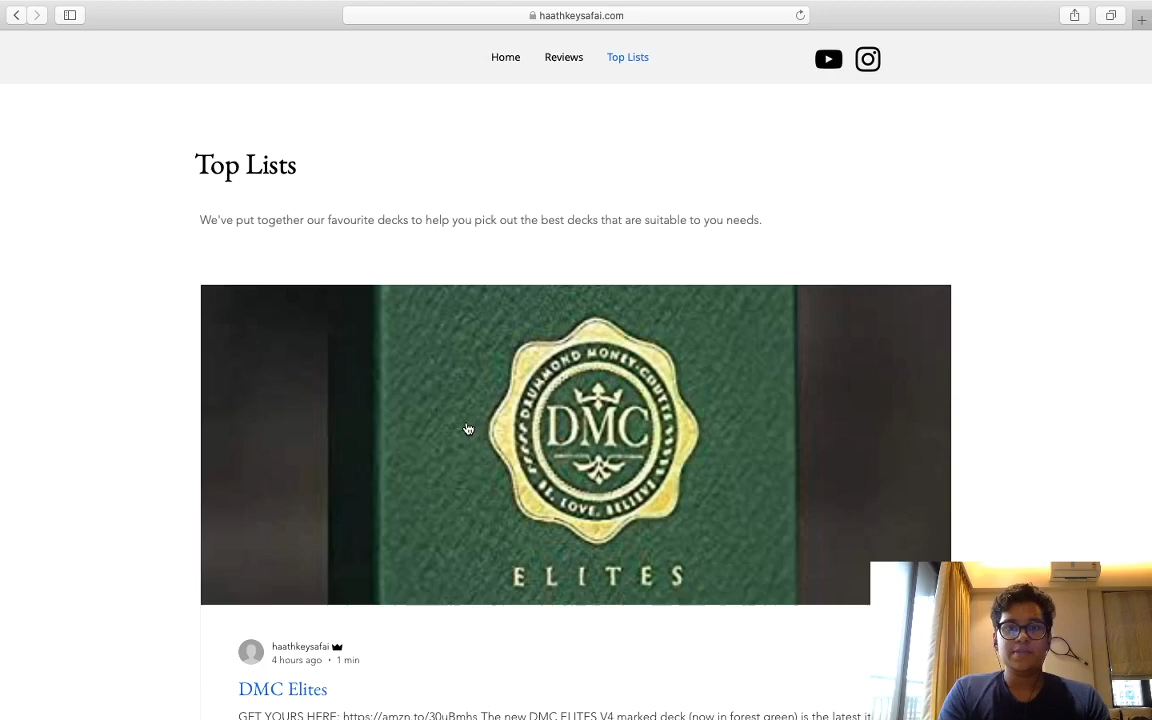 haathkeysafai.com
Home Reviews Top Lists
Top Lists
We've put together our favourite decks to help you pick out the best decks that are suitable to you needs.
DRUMMOND MONEY-COUTTS
DMC
BE, LOVE, BELIEVE
ELITES
haathkeysafai
4 hours ago • 1 min
DMC Elites
GET YOURS HERE: https://amzn.to/30uBmhs The new DMC ELITES V4 marked deck (now in forest green) is the latest it